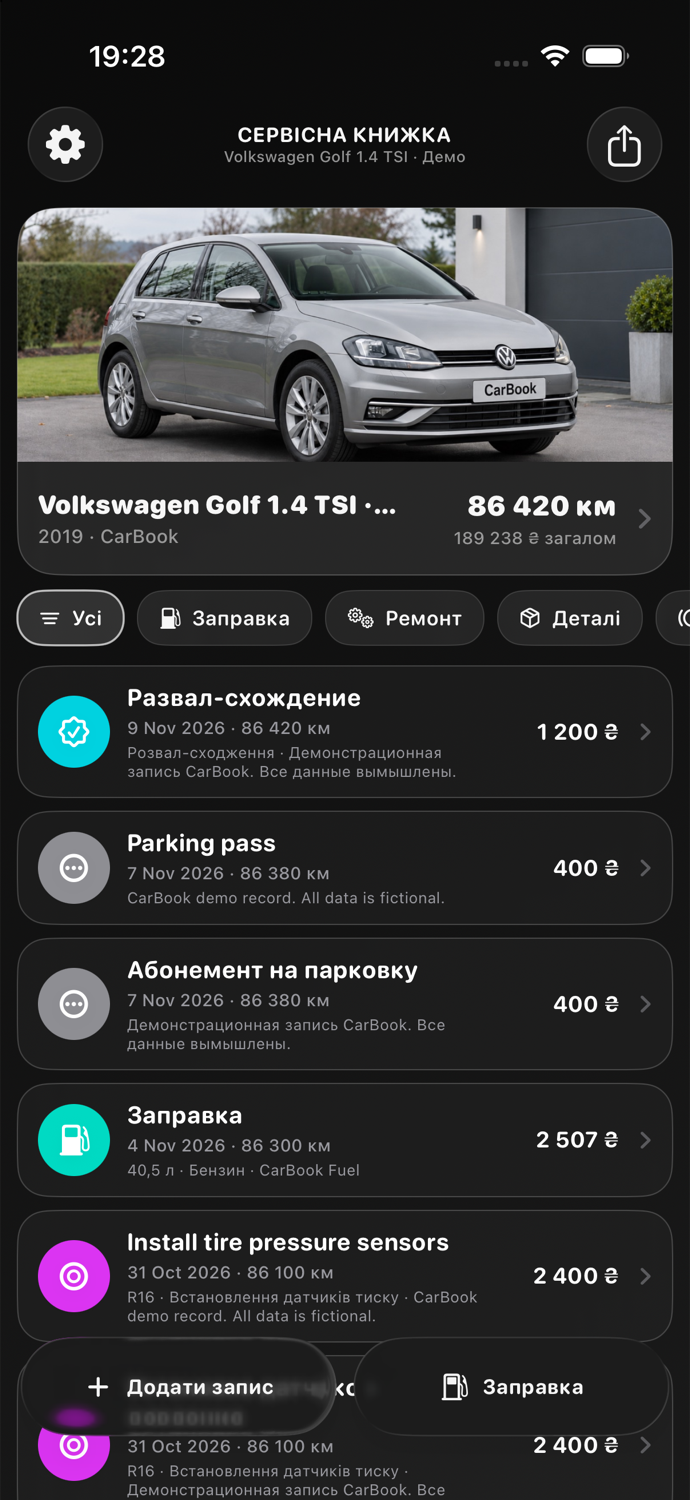 19:28
СЕРВІСНА КНИЖКА
Volkswagen Golf 1.4 TSI · Демо
CarBook
Volkswagen Golf 1.4 TSI ·...
86 420 км
2019 · CarBook
189 238 ₴ загалом
Усі
Заправка
Ремонт
Деталі
Развал-схождение
9 Nov 2026 · 86 420 км
Розвал-сходження · Демонстрационная
запись CarBook. Все данные вымышлены.
1 200 ₴
Parking pass
7 Nov 2026 · 86 380 км
CarBook demo record. All data is fictional.
400 ₴
Абонемент на парковку
7 Nov 2026 · 86 380 км
Демонстрационная запись CarBook. Все
данные вымышлены.
400 ₴
Заправка
4 Nov 2026 · 86 300 км
40,5 л · Бензин · CarBook Fuel
2 507 ₴
Install tire pressure sensors
31 Oct 2026 · 86 100 км
R16 · Встановлення датчиків тиску · CarBook
demo record. All data is fictional.
2 400 ₴
Додати запис
Заправка
31 Oct 2026 · 86 100 км
R16 · Встановлення датчиків тиску ·
Демонстрационная запись CarBook. Все
2 400 ₴